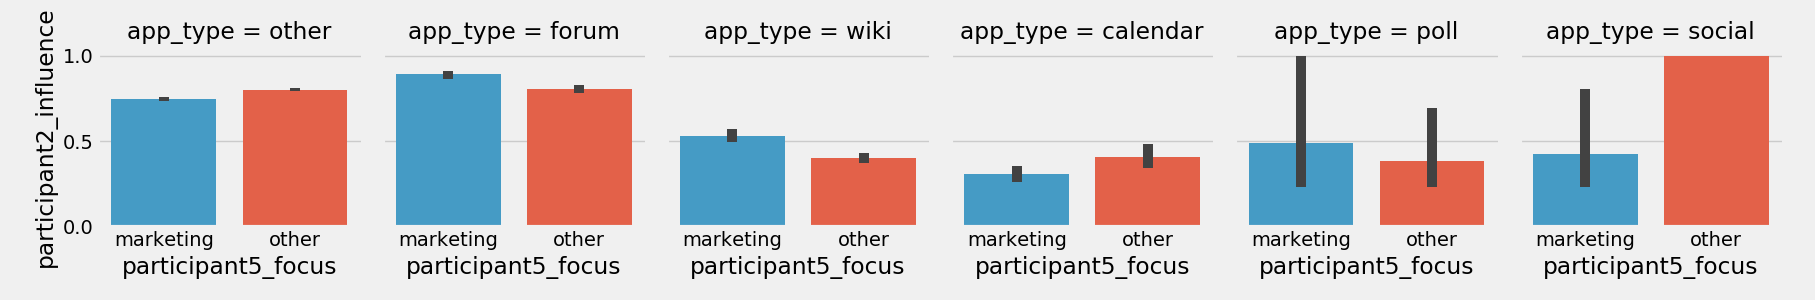 app_type = other
app_type = forum
app_type = wiki
app_type = calendar
app_type = poll
app_type = social
participant2_influence
1.0
0.5
0.0
marketing other
marketing other
marketing other
marketing other
marketing other
marketing other
participant5_focus
participant5_focus
participant5_focus
participant5_focus
participant5_focus
participant5_focus